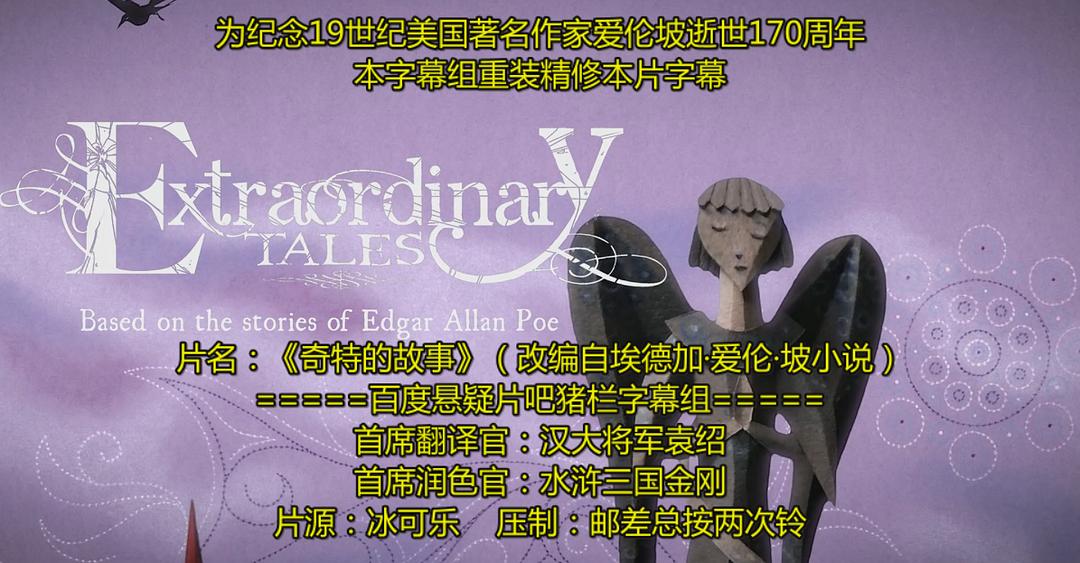 为纪念19世纪美国著名作家爱伦坡逝世170周年
本字幕组重装精修本片字幕
Extraordinary
TALES
Based on the stories of Edgar Allan Poe
片名：《奇特的故事》（改编自埃德加·爱伦·坡小说）
=====百度悬疑片吧猪栏字幕组=====
首席翻译官：汉大将军袁绍
首席润色官：水浒三国金刚
片源：冰可乐 压制：邮差总按两次铃